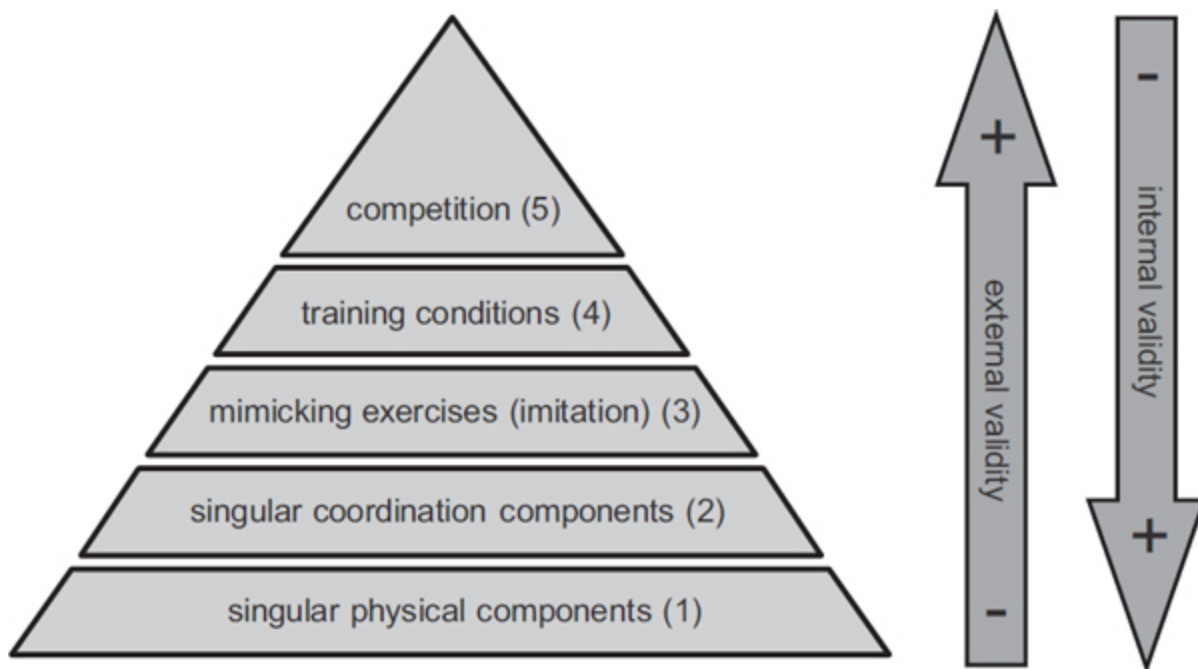 competition (5)
training conditions (4)
mimicking exercises (imitation) (3)
singular coordination components (2)
singular physical components (1)
+
external validity
-
-
internal validity
+